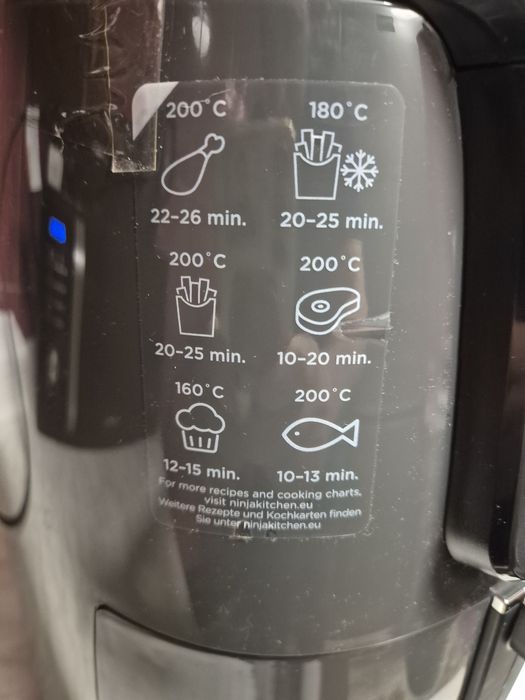 200°C 180°C
22-26 min. 20-25 min.
200°C 200°C
20-25 min. 10-20 min.
160°C 200°C
12-15 min. 10-13 min.
For more recipes and cooking charts,
visit ninjakitchen.eu
Weitere Rezepte und Kochkarten finden
Sie unter ninjakitchen.eu